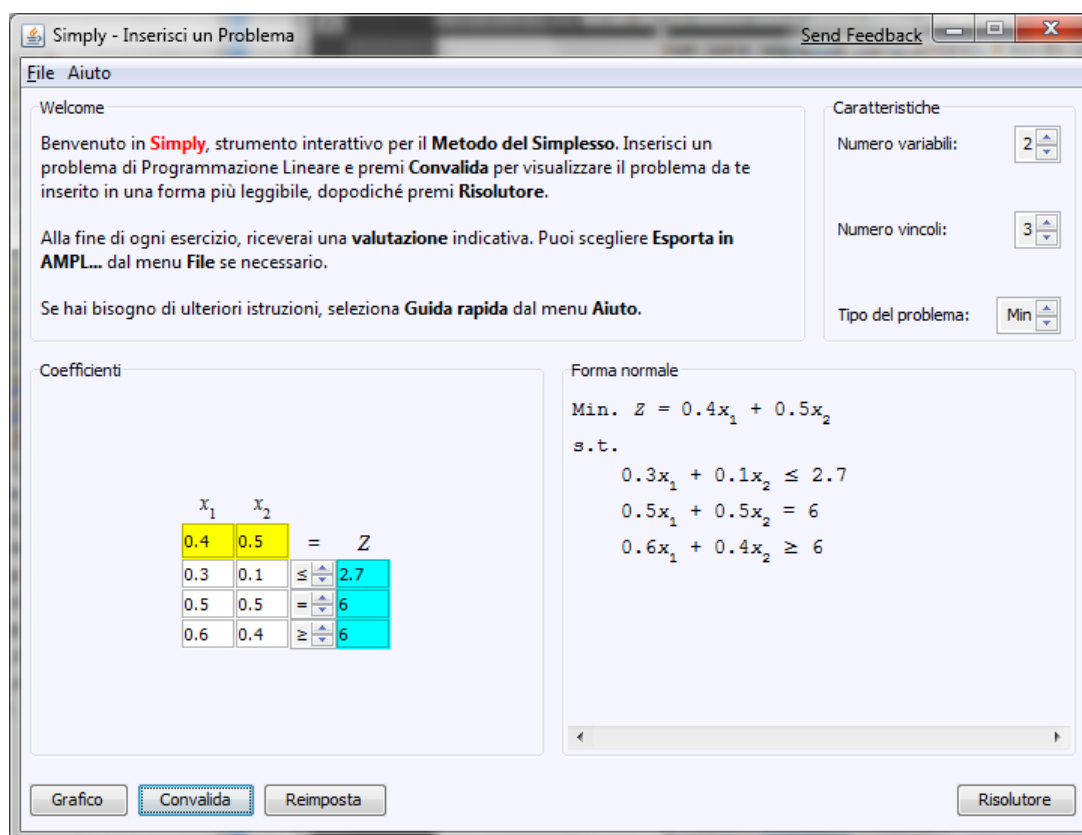 Simply - Inserisci un Problema
Send Feedback
File Aiuto
Welcome
Benvenuto in Simply, strumento interattivo per il Metodo del Simplesso. Inserisci un
problema di Programmazione Lineare e premi Convalida per visualizzare il problema da te
inserito in una forma più leggibile, dopodiché premi Risolutore.
Alla fine di ogni esercizio, riceverai una valutazione indicativa. Puoi scegliere Esporta in
AMPL... dal menu File se necessario.
Se hai bisogno di ulteriori istruzioni, seleziona Guida rapida dal menu Aiuto.
Caratteristiche
Numero variabili: 2
Numero vincoli: 3
Tipo del problema: Min
Coefficienti
x₁ x₂
0.4 0.5 = Z
0.3 0.1 ≤ 2.7
0.5 0.5 = 6
0.6 0.4 ≥ 6
Forma normale
Min. Z = 0.4x₁ + 0.5x₂
s.t.
0.3x₁ + 0.1x₂ ≤ 2.7
0.5x₁ + 0.5x₂ = 6
0.6x₁ + 0.4x₂ ≥ 6
Grafico Convalida Reimposta Risolutore